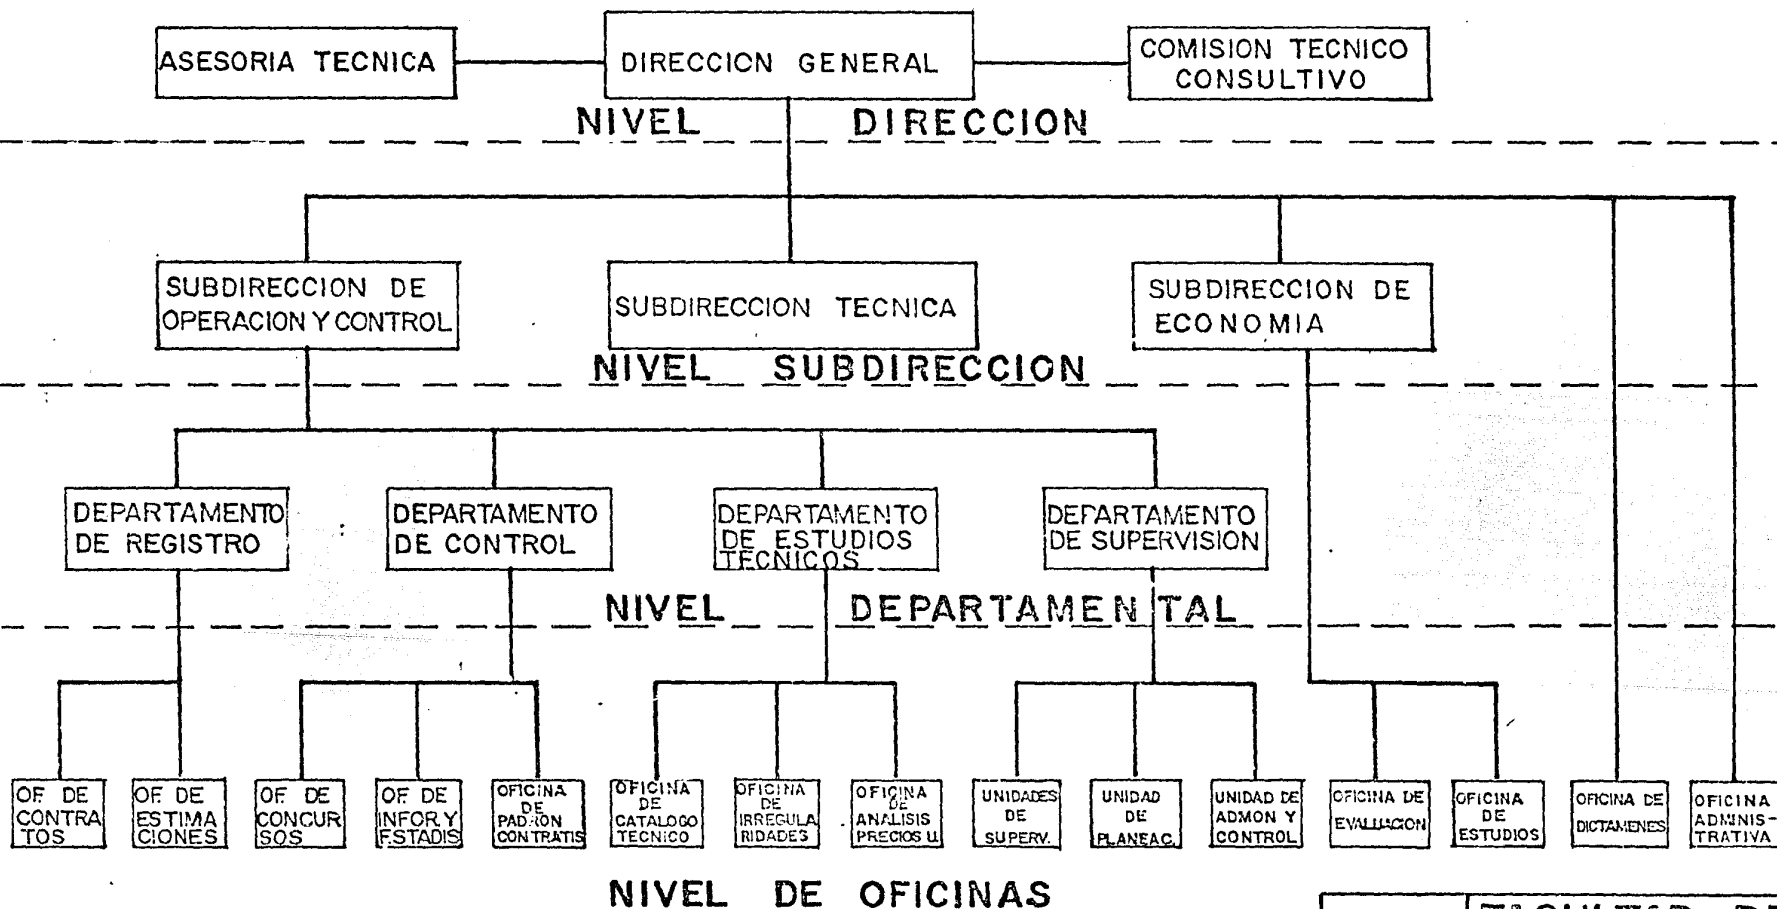 ASESORIA TECNICA
DIRECCION GENERAL
COMISION TECNICO
CONSULTIVO
NIVEL DIRECCION
SUBDIRECCION DE
OPERACION Y CONTROL
SUBDIRECCION TECNICA
SUBDIRECCION DE
ECONOMIA
NIVEL SUBDIRECCION
DEPARTAMENTO
DE REGISTRO
DEPARTAMENTO
DE CONTROL
DEPARTAMENTO
DE ESTUDIOS
TECNICOS
DEPARTAMENTO
DE SUPERVISION
NIVEL DEPARTAMENTAL
OF. DE
CONTRA
TOS
OF. DE
ESTIMA
CIONES
OF. DE
CONCUR
SOS
OF. DE
INFOR Y
ESTADIS
OFICINA
DE
PADRON
CONTRATIS
OFICINA
DE
CATALOGO
TECNICO
OFICINA
DE
IRREGULA
RIDADES
OFICINA
DE
ANALISIS
PRECIOS U.
UNIDADES
DE
SUPERV.
UNIDAD
DE
PLANEAC.
UNIDAD DE
ADMON Y
CONTROL
OFICINA DE
EVALUACION
OFICINA
DE
ESTUDIOS
OFICINA DE
DICTAMENES
OFICINA
ADMINIS-
TRATIVA
NIVEL DE OFICINAS